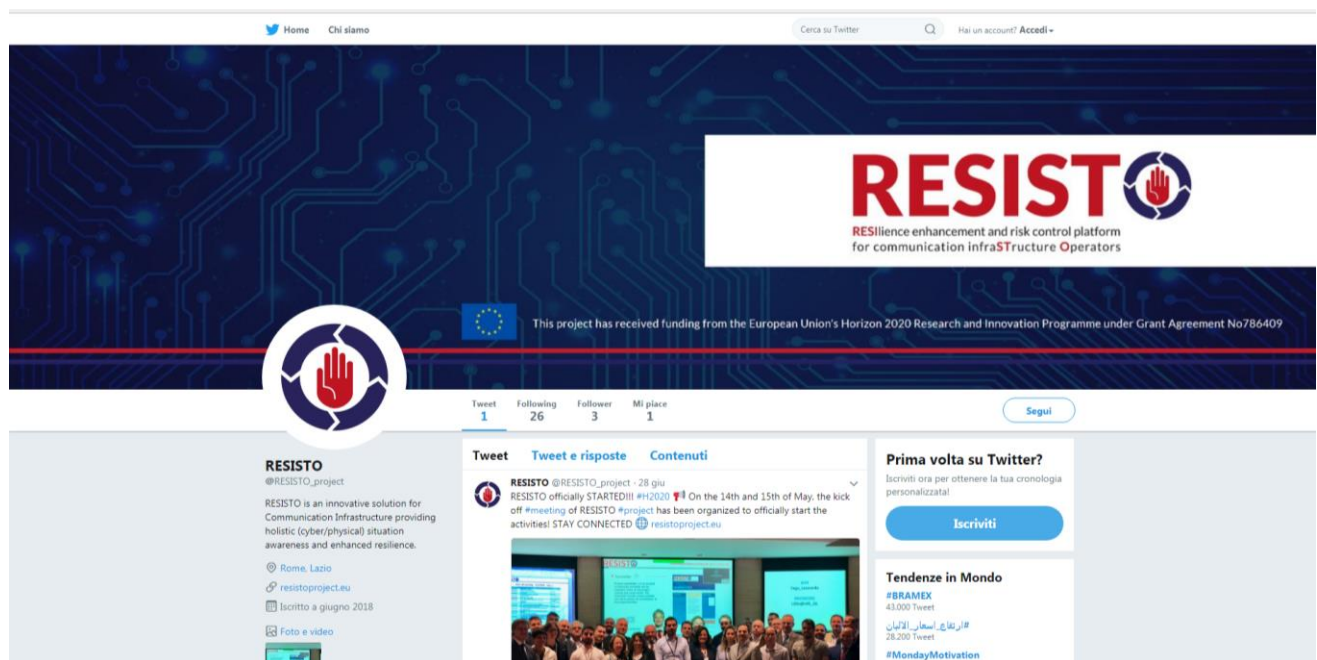 Home Chi siamo
Cerca su Twitter
Hai un account? Accedi
RESISTO
RESIlience enhancement and risk control platform
for communication infraSTructure Operators
This project has received funding from the European Union's Horizon 2020 Research and Innovation Programme under Grant Agreement No786409
Tweet Following Follower Mi piace
1 26 3 1
Segui
RESISTO
@RESISTO_project
RESISTO is an innovative solution for
Communication Infrastructure providing
holistic (cyber/physical) situation
awareness and enhanced resilience.
Rome, Lazio
resistoproject.eu
Iscritto a giugno 2018
Foto e video
Tweet Tweet e risposte Contenuti
RESISTO @RESISTO_project · 28 giu
RESISTO officially STARTED!!! #H2020 On the 14th and 15th of May, the kick
off #meeting of RESISTO #project has been organized to officially start the
activities! STAY CONNECTED resistoproject.eu
RESISTO
Prima volta su Twitter?
Iscriviti ora per ottenere la tua cronologia
personalizzata!
Iscriviti
Tendenze in Mondo
#BRAMEX
43.000 Tweet
#ارتفاع_اسعار_الالبان
28.200 Tweet
#MondayMotivation